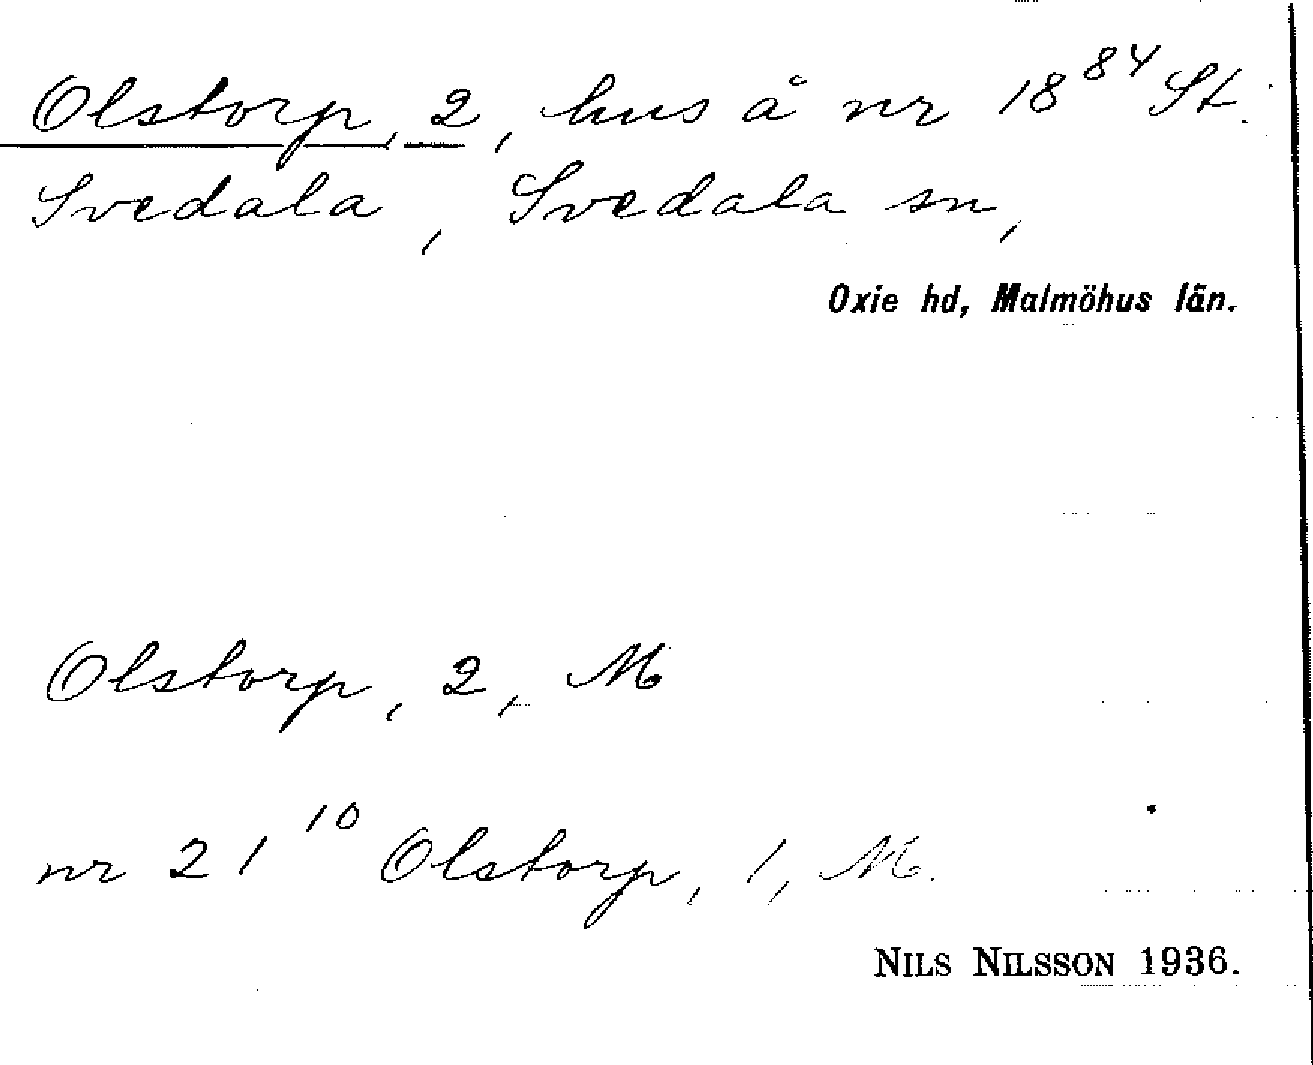 Olstorp, 2, hus å nr 18⁸⁴ St.
Svedala, Svedala sn,
Oxie hd, Malmöhus län.
Olstorp, 2, M
nr 21¹⁰ Olstorp, 1, M.
NILS NILSSON 1936.